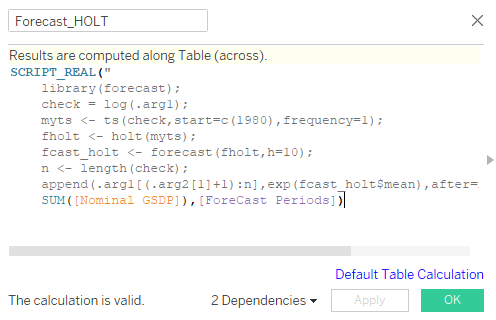 Forecast_HOLT
Results are computed along Table (across).
SCRIPT_REAL("
library(forecast);
check = log(.arg1);
myts <- ts(check,start=c(1980),frequency=1);
fholt <- holt(myts);
fcast_holt <- forecast(fholt,h=10);
n <- length(check);
append(.arg1[(.arg2[1]+1):n],exp(fcast_holt$mean),after=
SUM([Nominal GSDP]),[ForeCast Periods])
Default Table Calculation
The calculation is valid.
2 Dependencies
Apply
OK